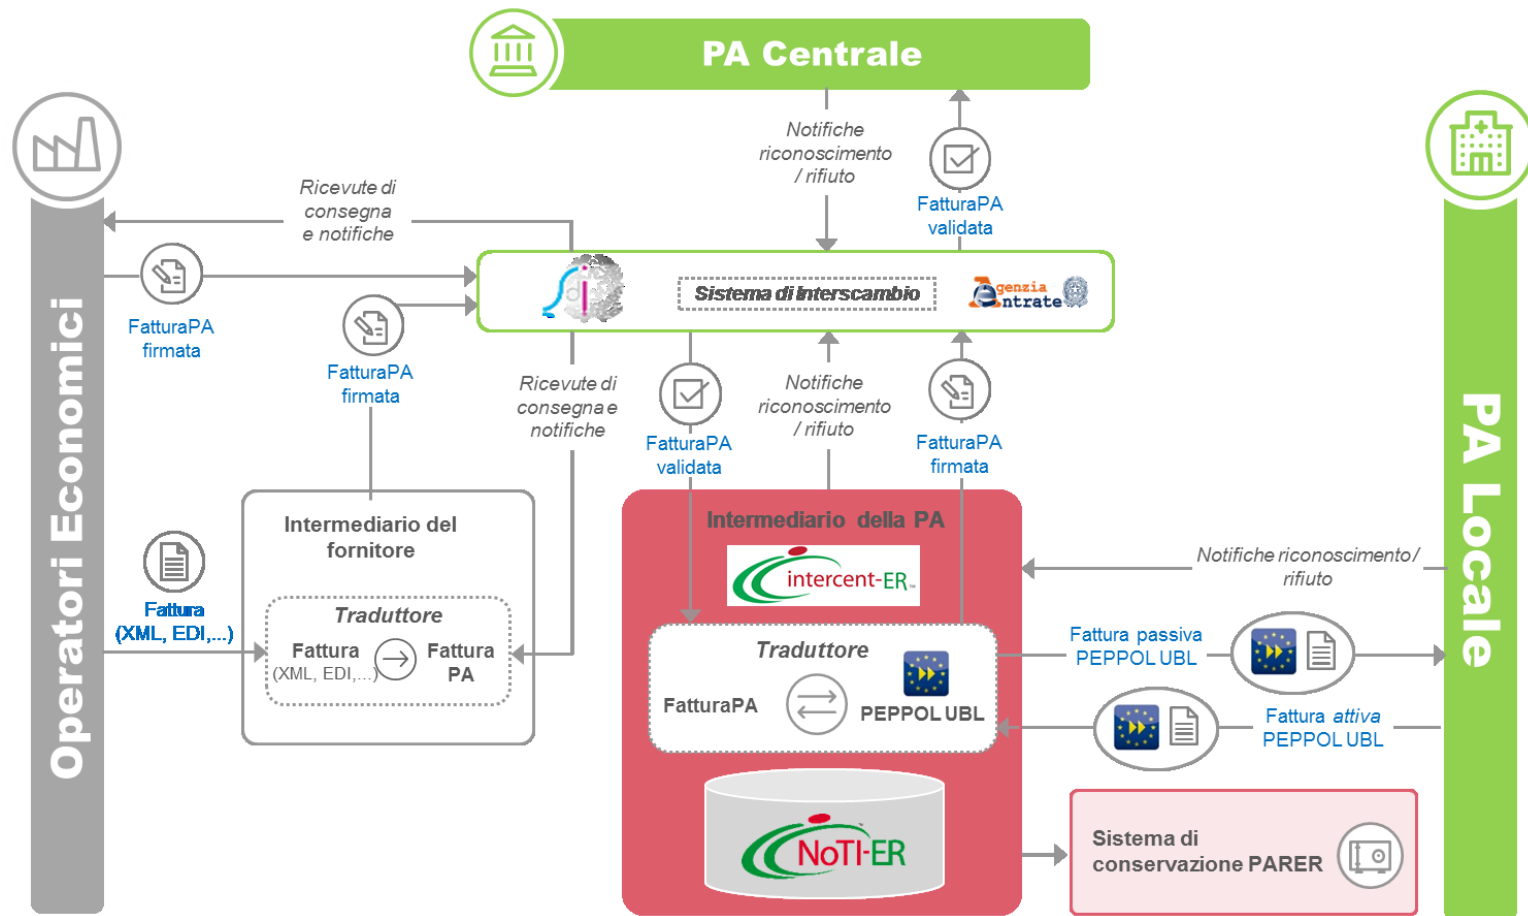 PA Centrale
Notifiche
riconoscimento
/ rifiuto
FatturaPA
validata
Ricevute di
consegna
e notifiche
FatturaPA
firmata
FatturaPA
firmata
Sistema di Interscambio
agenzia
entrate
Operatori Economici
Ricevute di
consegna e
notifiche
FatturaPA
validata
Notifiche
riconoscimento
/ rifiuto
FatturaPA
firmata
PA Locale
Intermediario del
fornitore
Traduttore
Fattura
(XML, EDI,...)
Fattura
PA
Fattura
(XML, EDI,...)
Intermediario della PA
intercent-ER
Traduttore
FatturaPA
PEPPOL UBL
NoTI-ER
Notifiche riconoscimento/
rifiuto
Fattura passiva
PEPPOL UBL
Fattura attiva
PEPPOL UBL
Sistema di
conservazione PARER